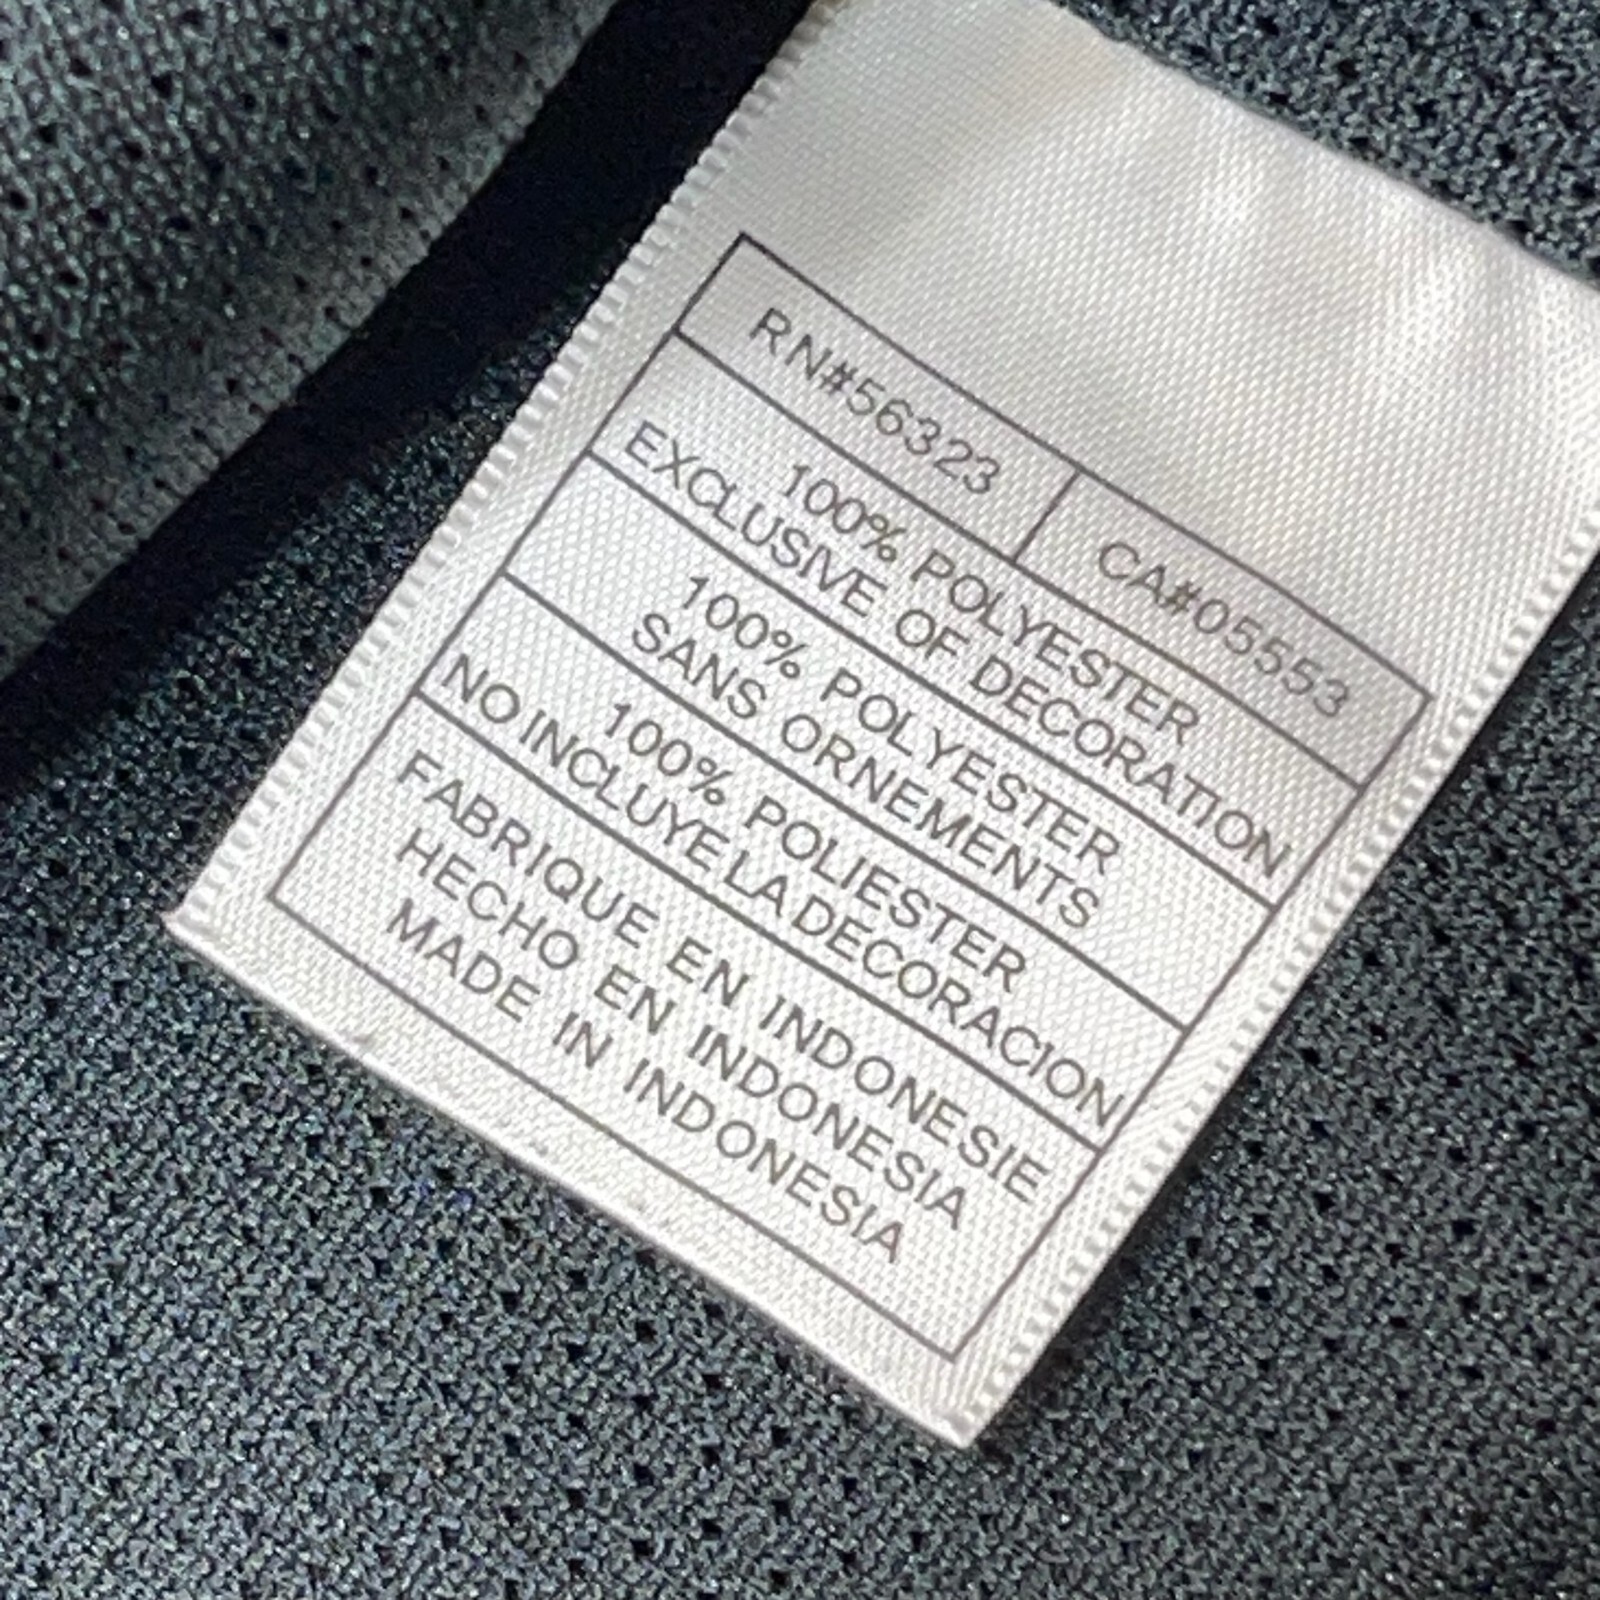 RN#56323 CA#05553
100% POLYESTER
EXCLUSIVE OF DECORATION
100% POLYESTER
SANS ORNEMENTS
100% POLIESTER
NO INCLUYE LA DECORACION
FABRIQUE EN INDONESIE
HECHO EN INDONESIA
MADE IN INDONESIA